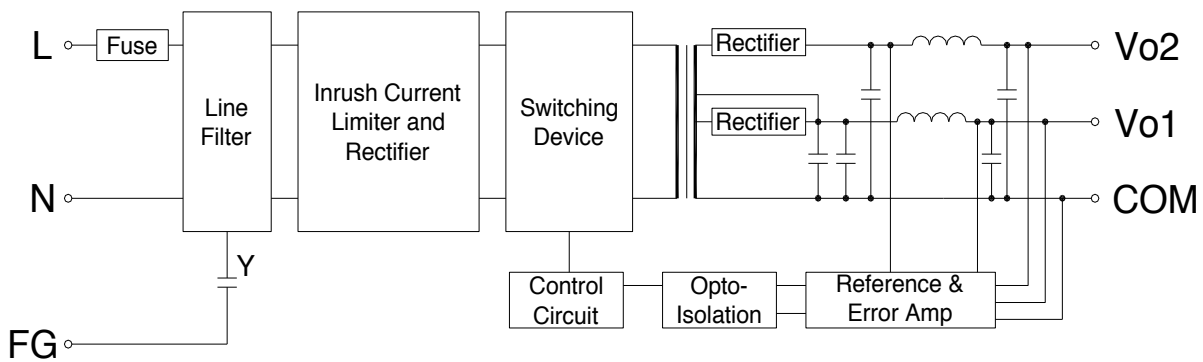 L
Fuse
Line
Filter
Inrush Current
Limiter and
Rectifier
Switching
Device
Rectifier
Vo2
Rectifier
Vo1
N
COM
Y
Control
Circuit
Opto-
Isolation
Reference &
Error Amp
FG